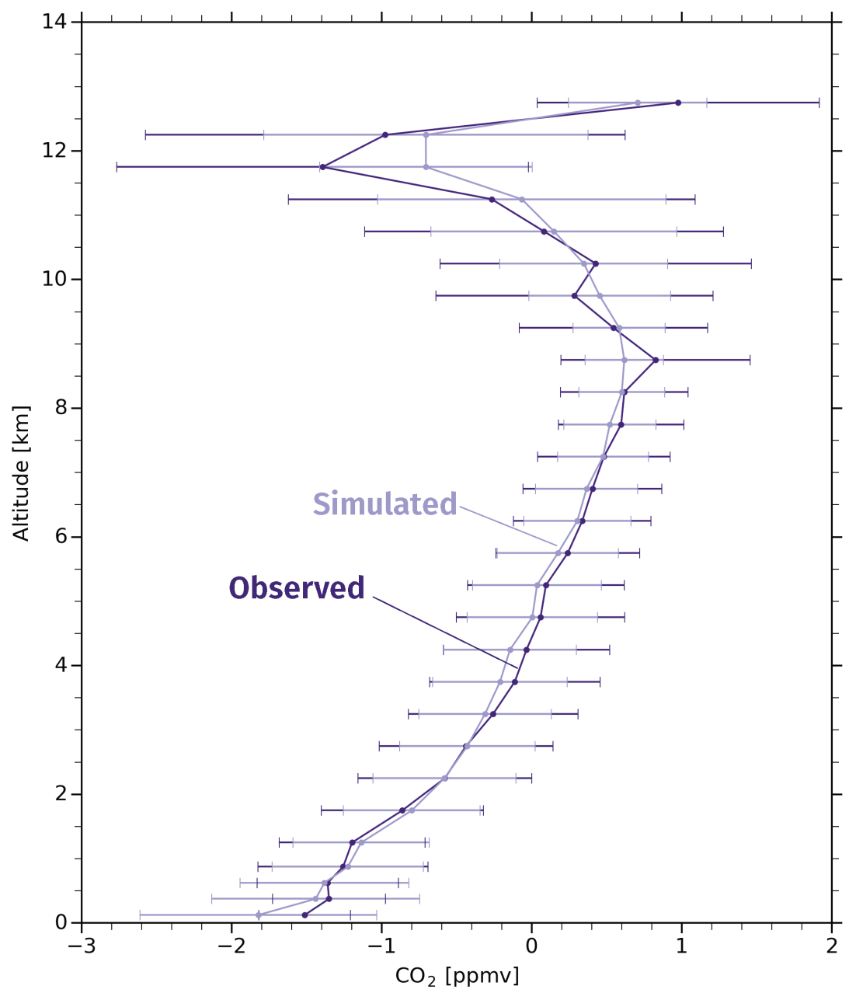 14
12
10
8
6
4
2
0
Altitude [km]
Simulated
Observed
−3 −2 −1 0 1 2
CO₂ [ppmv]